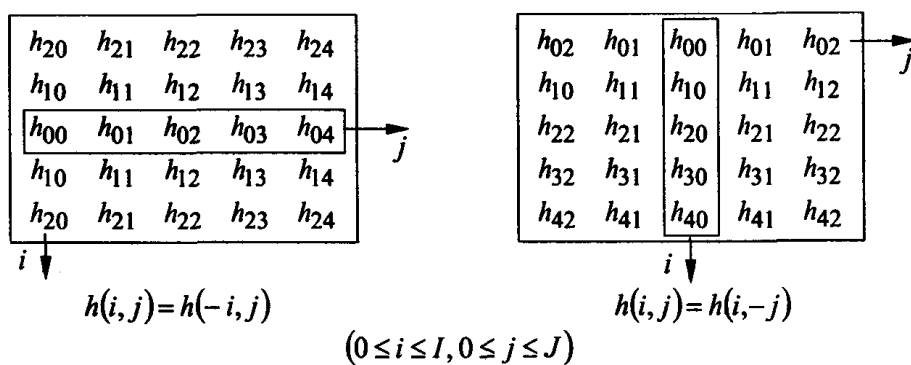 h20 h21 h22 h23 h24
h10 h11 h12 h13 h14
h00 h01 h02 h03 h04
j
h10 h11 h12 h13 h14
h20 h21 h22 h23 h24
i
h(i,j)=h(-i,j)
h02 h01 h00 h01 h02
j
h10 h11 h10 h11 h12
h22 h21 h20 h21 h22
h32 h31 h30 h31 h32
h42 h41 h40 h41 h42
i
h(i,j)=h(i,-j)
(0≤i≤I,0≤j≤J)